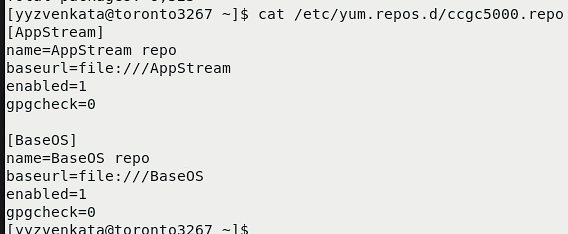 [yyzvenkata@toronto3267 ~]$ cat /etc/yum.repos.d/ccgc5000.repo
[AppStream]
name=AppStream repo
baseurl=file:///AppStream
enabled=1
gpgcheck=0
[BaseOS]
name=BaseOS repo
baseurl=file:///BaseOS
enabled=1
gpgcheck=0
[yyzvenkata@toronto3267 ~]$